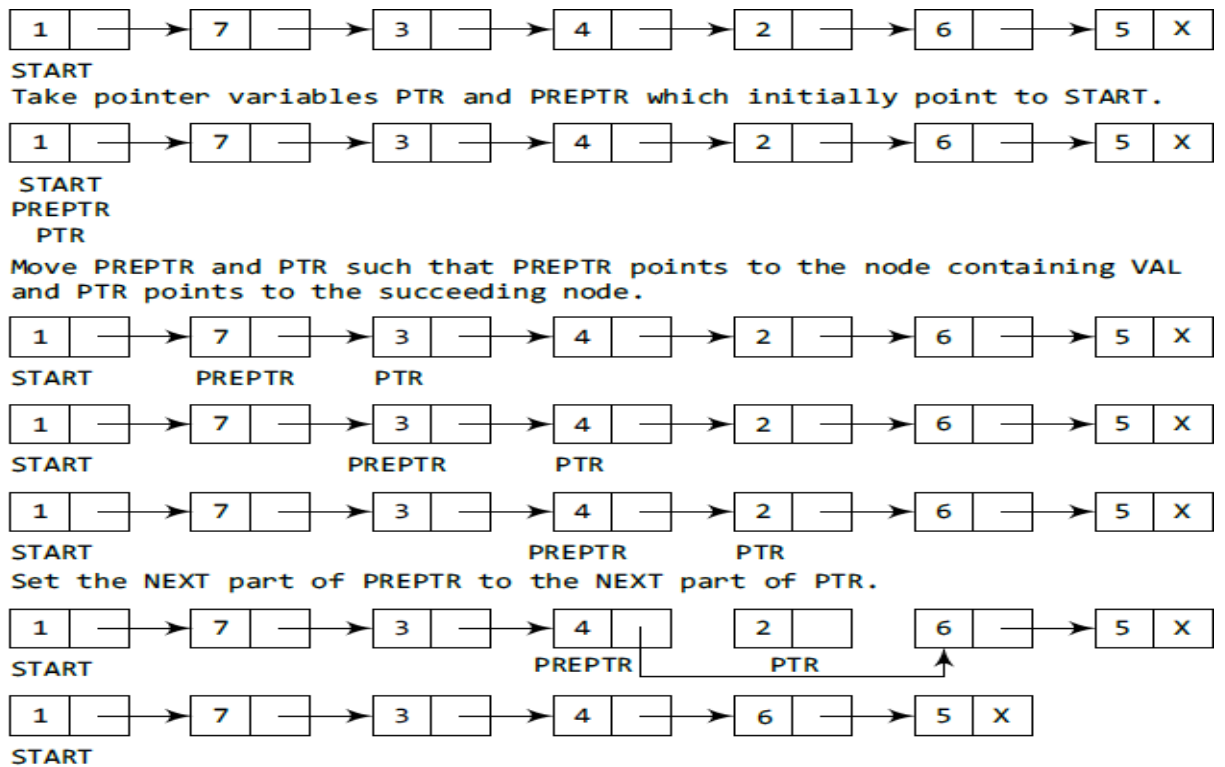 1 7 3 4 2 6 5 X
START
Take pointer variables PTR and PREPTR which initially point to START.
1 7 3 4 2 6 5 X
START
PREPTR
PTR
Move PREPTR and PTR such that PREPTR points to the node containing VAL
and PTR points to the succeeding node.
1 7 3 4 2 6 5 X
START PREPTR PTR
1 7 3 4 2 6 5 X
START PREPTR PTR
1 7 3 4 2 6 5 X
START PREPTR PTR
Set the NEXT part of PREPTR to the NEXT part of PTR.
1 7 3 4 2 6 5 X
START PREPTR PTR
1 7 3 4 6 5 X
START